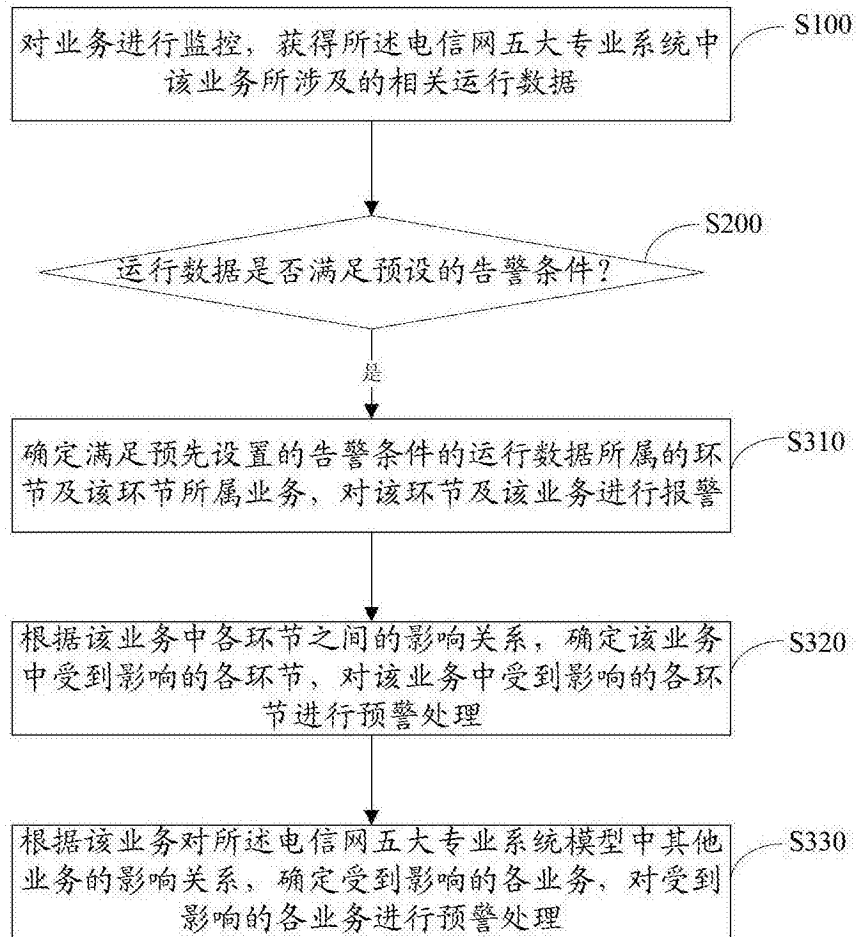 对业务进行监控，获得所述电信网五大专业系统中
该业务所涉及的相关运行数据
S100
运行数据是否满足预设的告警条件？
S200
是
确定满足预先设置的告警条件的运行数据所属的环
节及该环节所属业务，对该环节及该业务进行报警
S310
根据该业务中各环节之间的影响关系，确定该业务
中受到影响的各环节，对该业务中受到影响的各环
节进行预警处理
S320
根据该业务对所述电信网五大专业系统模型中其他
业务的影响关系，确定受到影响的各业务，对受到
影响的各业务进行预警处理
S330